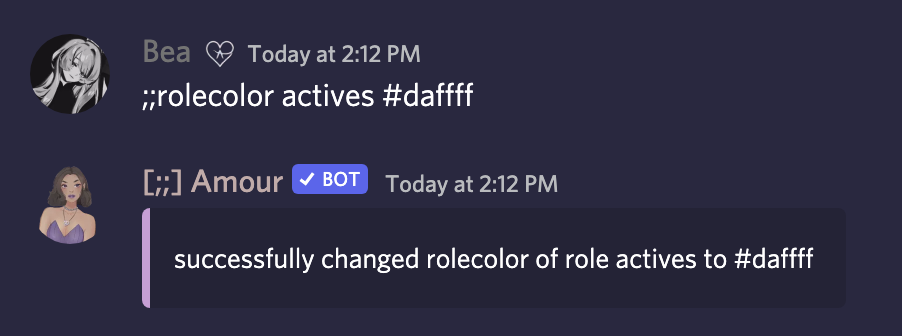 Bea Today at 2:12 PM
;;rolecolor actives #daffff
[;;] Amour BOT Today at 2:12 PM
successfully changed rolecolor of role actives to #daffff